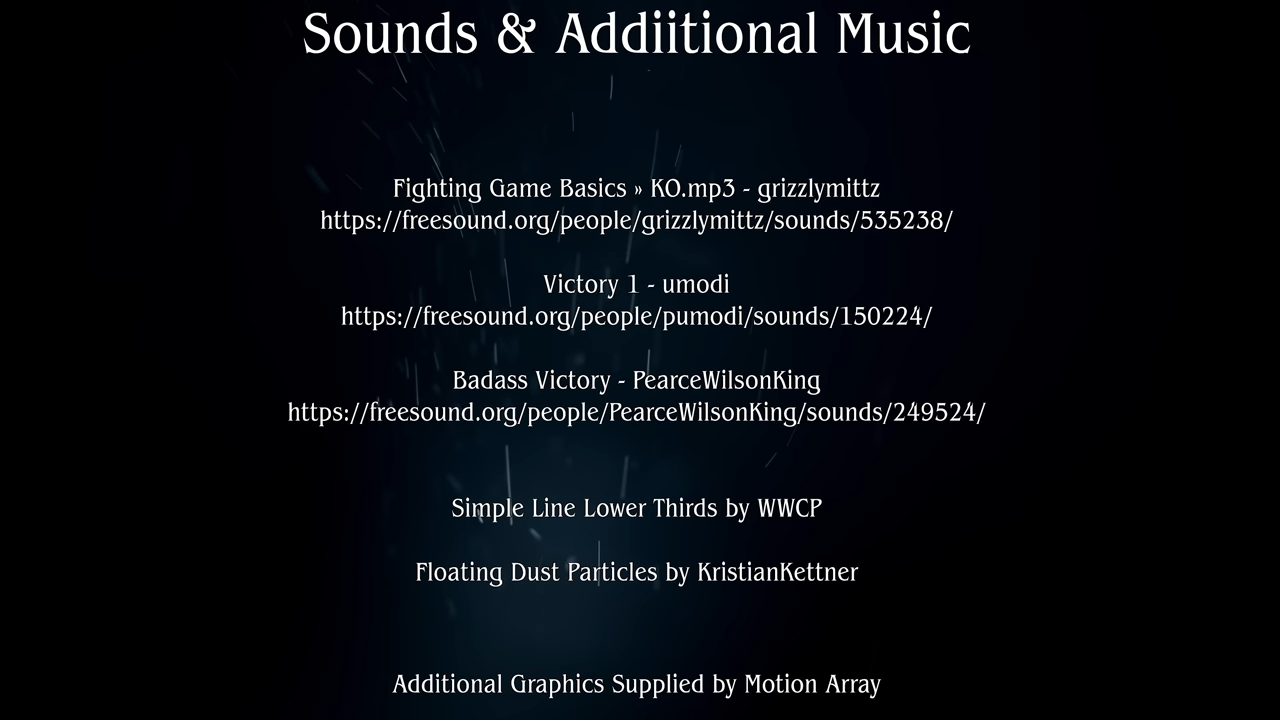 Sounds & Addiitional Music
Fighting Game Basics » KO.mp3 - grizzlymittz
https://freesound.org/people/grizzlymittz/sounds/535238/
Victory 1 - umodi
https://freesound.org/people/pumodi/sounds/150224/
Badass Victory - PearceWilsonKing
https://freesound.org/people/PearceWilsonKing/sounds/249524/
Simple Line Lower Thirds by WWCP
Floating Dust Particles by KristianKettner
Additional Graphics Supplied by Motion Array